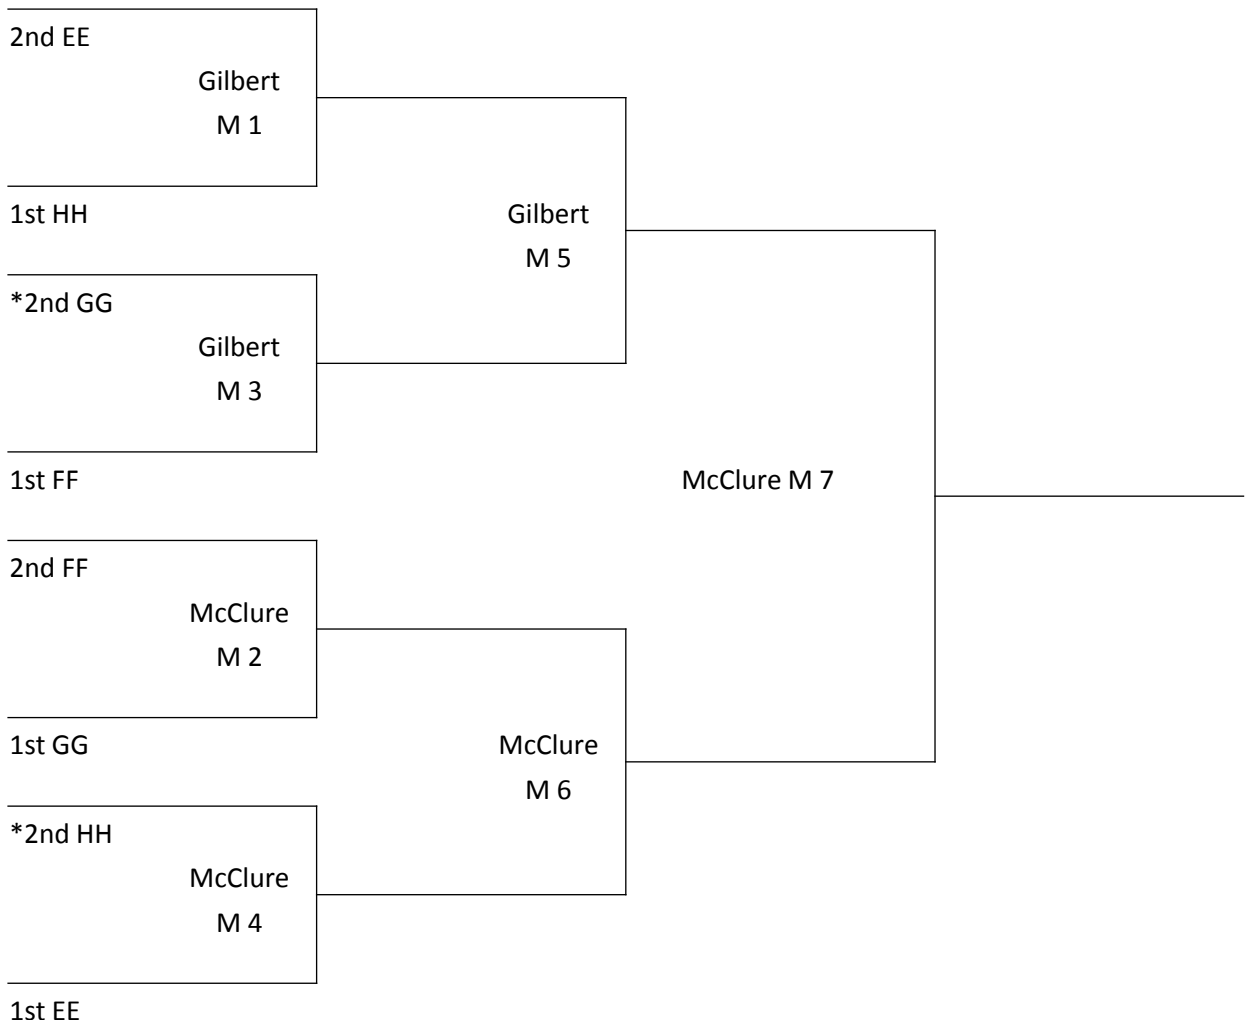 2nd EE
Gilbert
M 1
1st HH
Gilbert
M 5
*2nd GG
Gilbert
M 3
1st FF
McClure M 7
2nd FF
McClure
M 2
1st GG
McClure
M 6
*2nd HH
McClure
M 4
1st EE